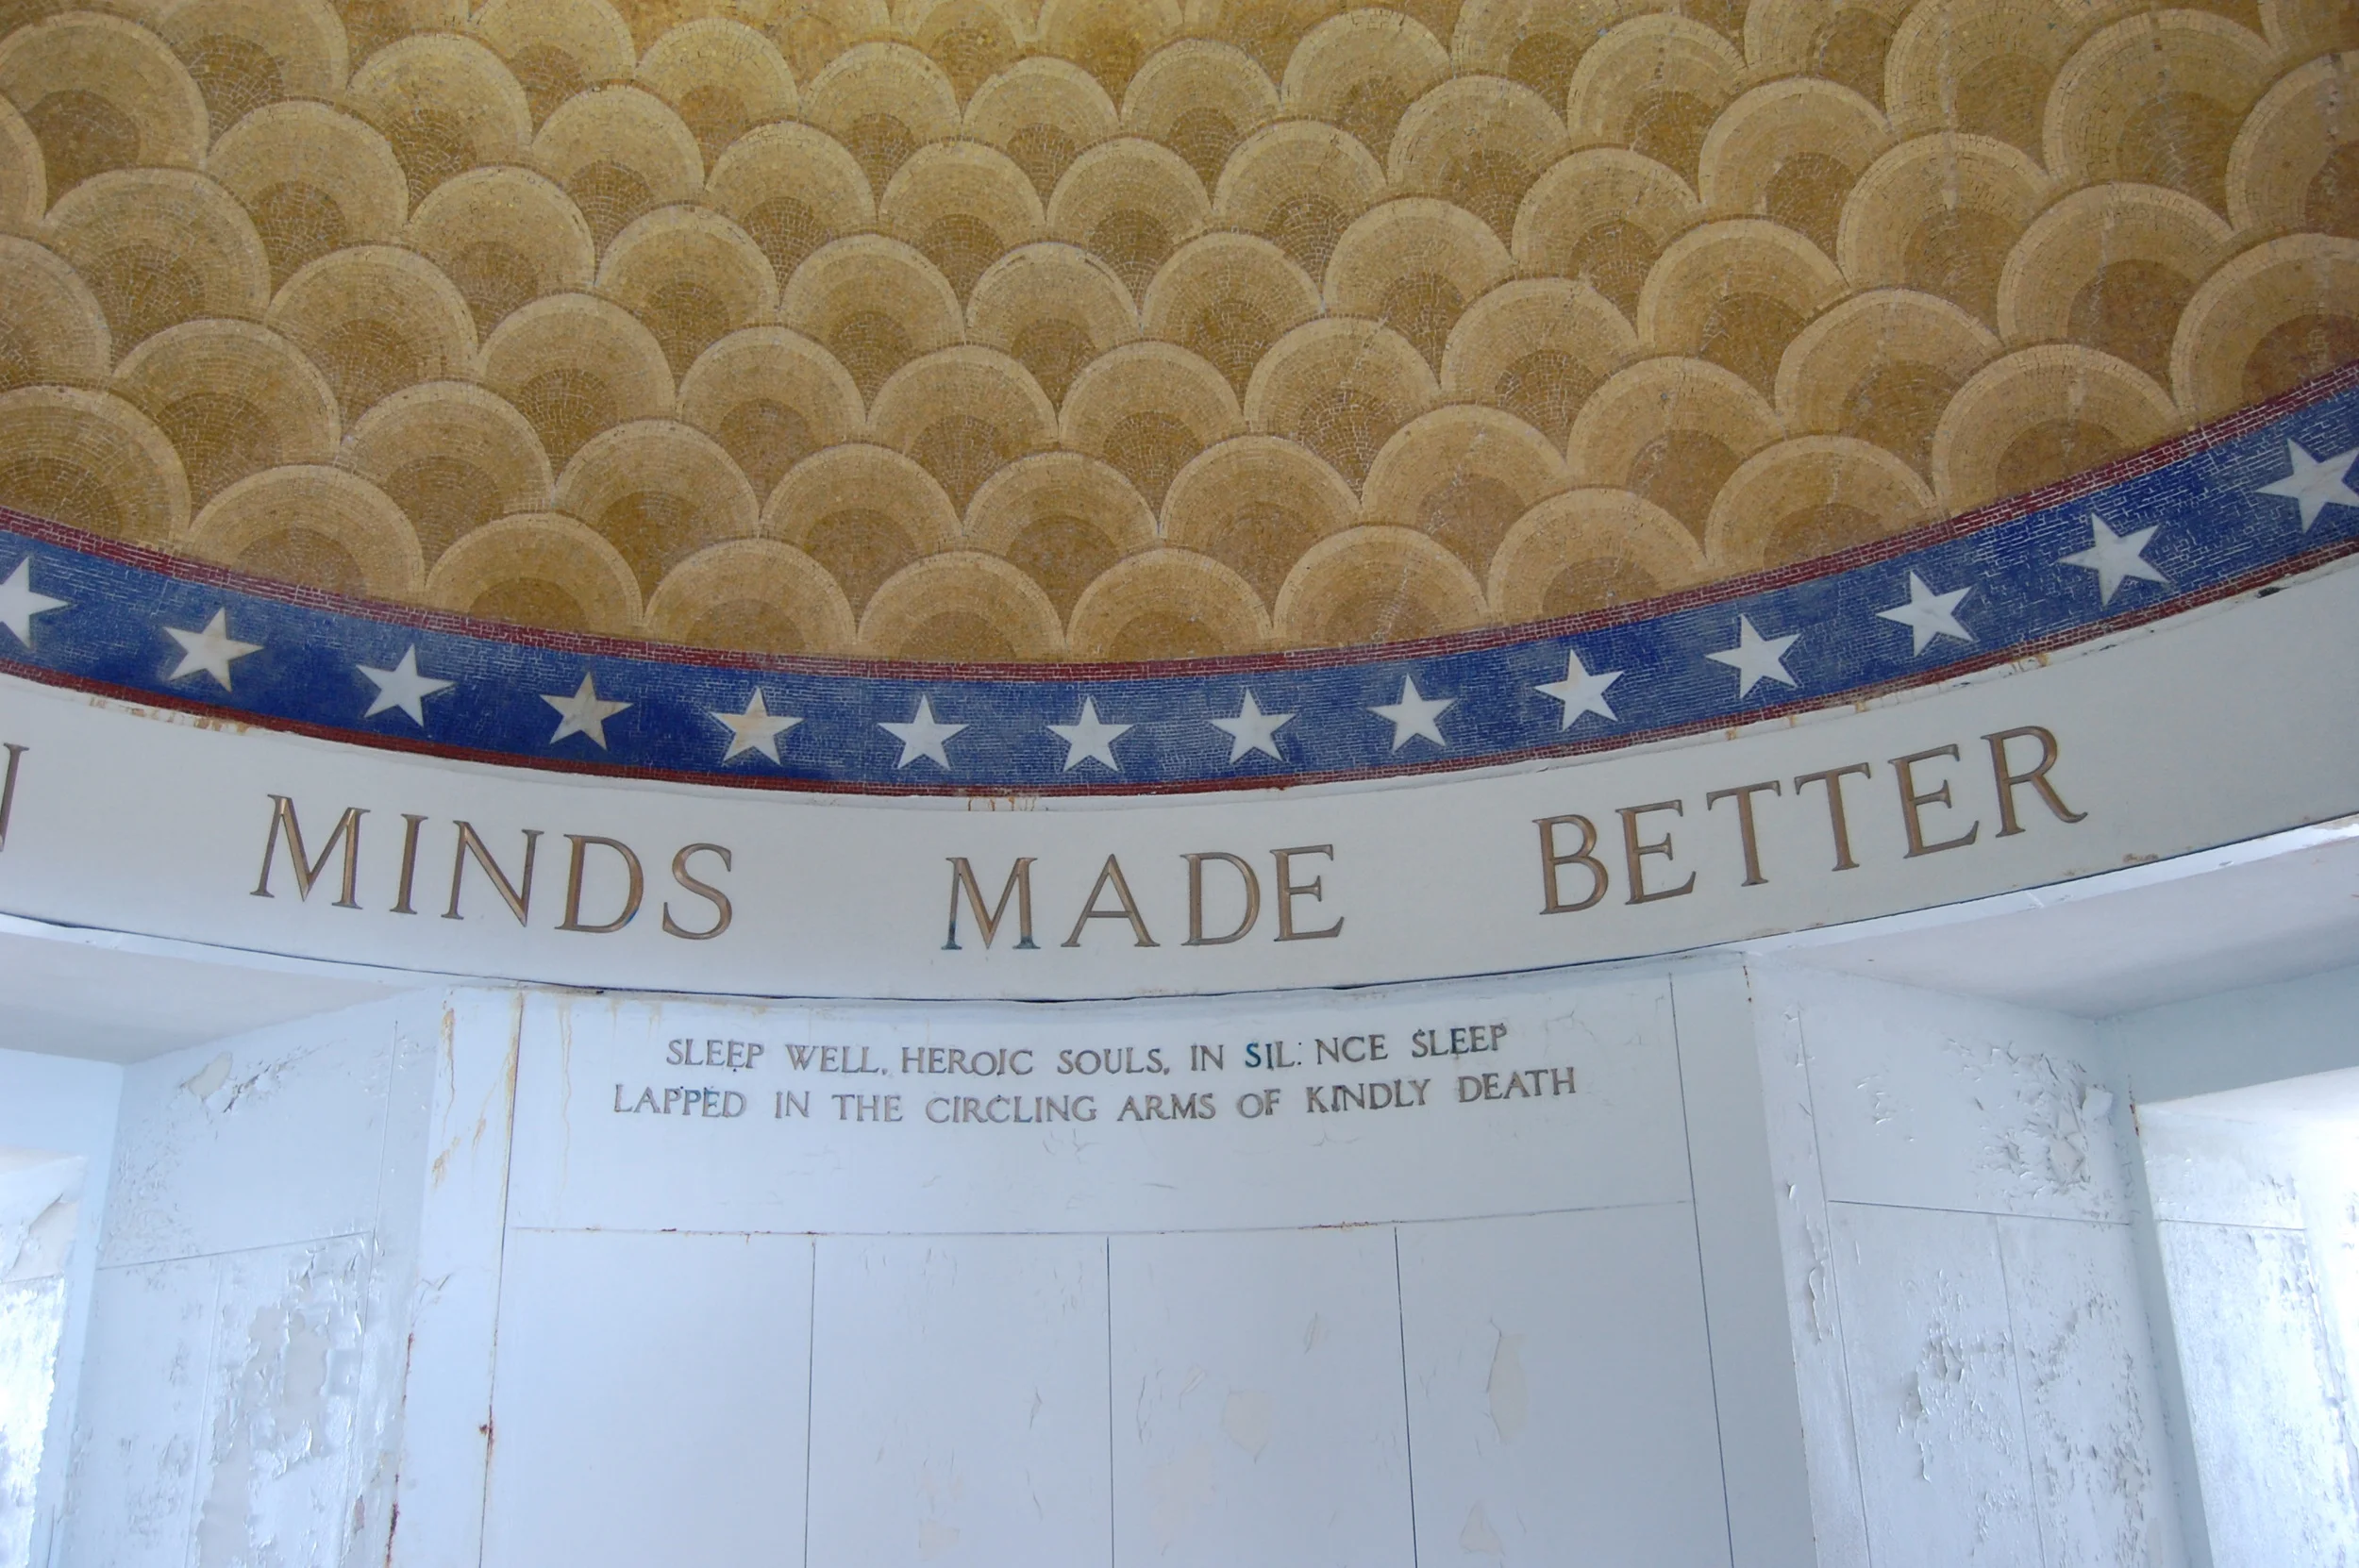 N MINDS MADE BETTER
SLEEP WELL, HEROIC SOULS, IN SIL NCE SLEEP
LAPPED IN THE CIRCLING ARMS OF KINDLY DEATH